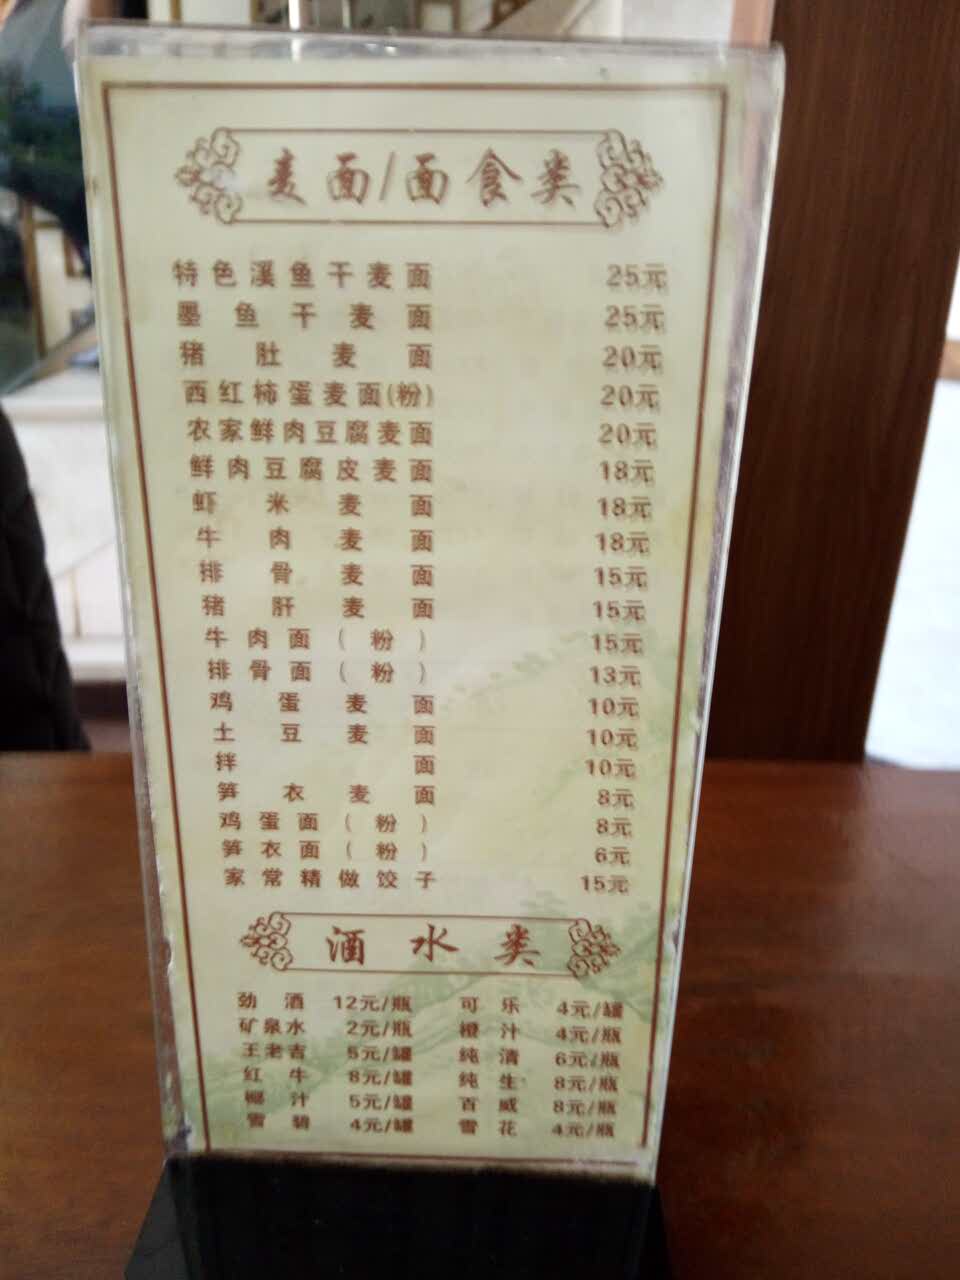 麦面/面食类
特色溪鱼干麦面 25元
墨鱼干麦面 25元
猪肚麦面 20元
西红柿蛋麦面(粉) 20元
农家鲜肉豆腐麦面 20元
鲜肉豆腐皮麦面 18元
虾米麦面 18元
牛肉麦面 18元
排骨麦面 15元
猪肝麦面 15元
牛肉面(粉) 15元
排骨面(粉) 13元
鸡蛋麦面 10元
土豆麦面 10元
拌面 10元
笋衣麦面 8元
鸡蛋面(粉) 8元
笋衣面(粉) 6元
家常精做饺子 15元
酒水类
劲酒 12元/瓶 可乐 4元/罐
矿泉水 2元/瓶 橙汁 4元/瓶
王老吉 5元/罐 纯清 6元/瓶
红牛 8元/罐 纯生 8元/瓶
椰汁 5元/罐 百威 8元/瓶
雪碧 4元/罐 雪花 4元/瓶